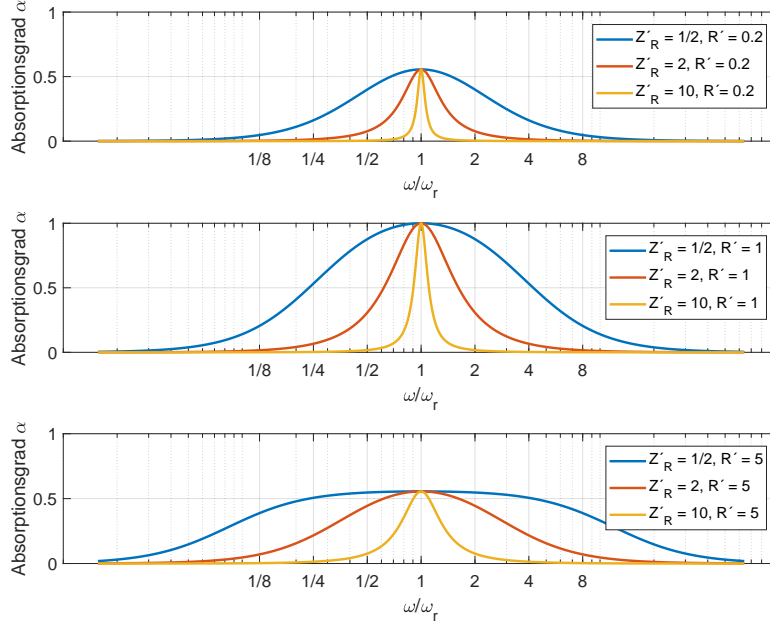 Absorptionsgrad α
1
0.5
0
Z´R = 1/2, R´ = 0.2
Z´R = 2, R´ = 0.2
Z´R = 10, R´= 0.2
1/8 1/4 1/2 1 2 4 8
ω/ωr
Absorptionsgrad α
1
0.5
0
Z´R = 1/2, R´ = 1
Z´R = 2, R´ = 1
Z´R = 10, R´ = 1
1/8 1/4 1/2 1 2 4 8
ω/ωr
Absorptionsgrad α
1
0.5
0
Z´R = 1/2, R´ = 5
Z´R = 2, R´ = 5
Z´R = 10, R´ = 5
1/8 1/4 1/2 1 2 4 8
ω/ωr